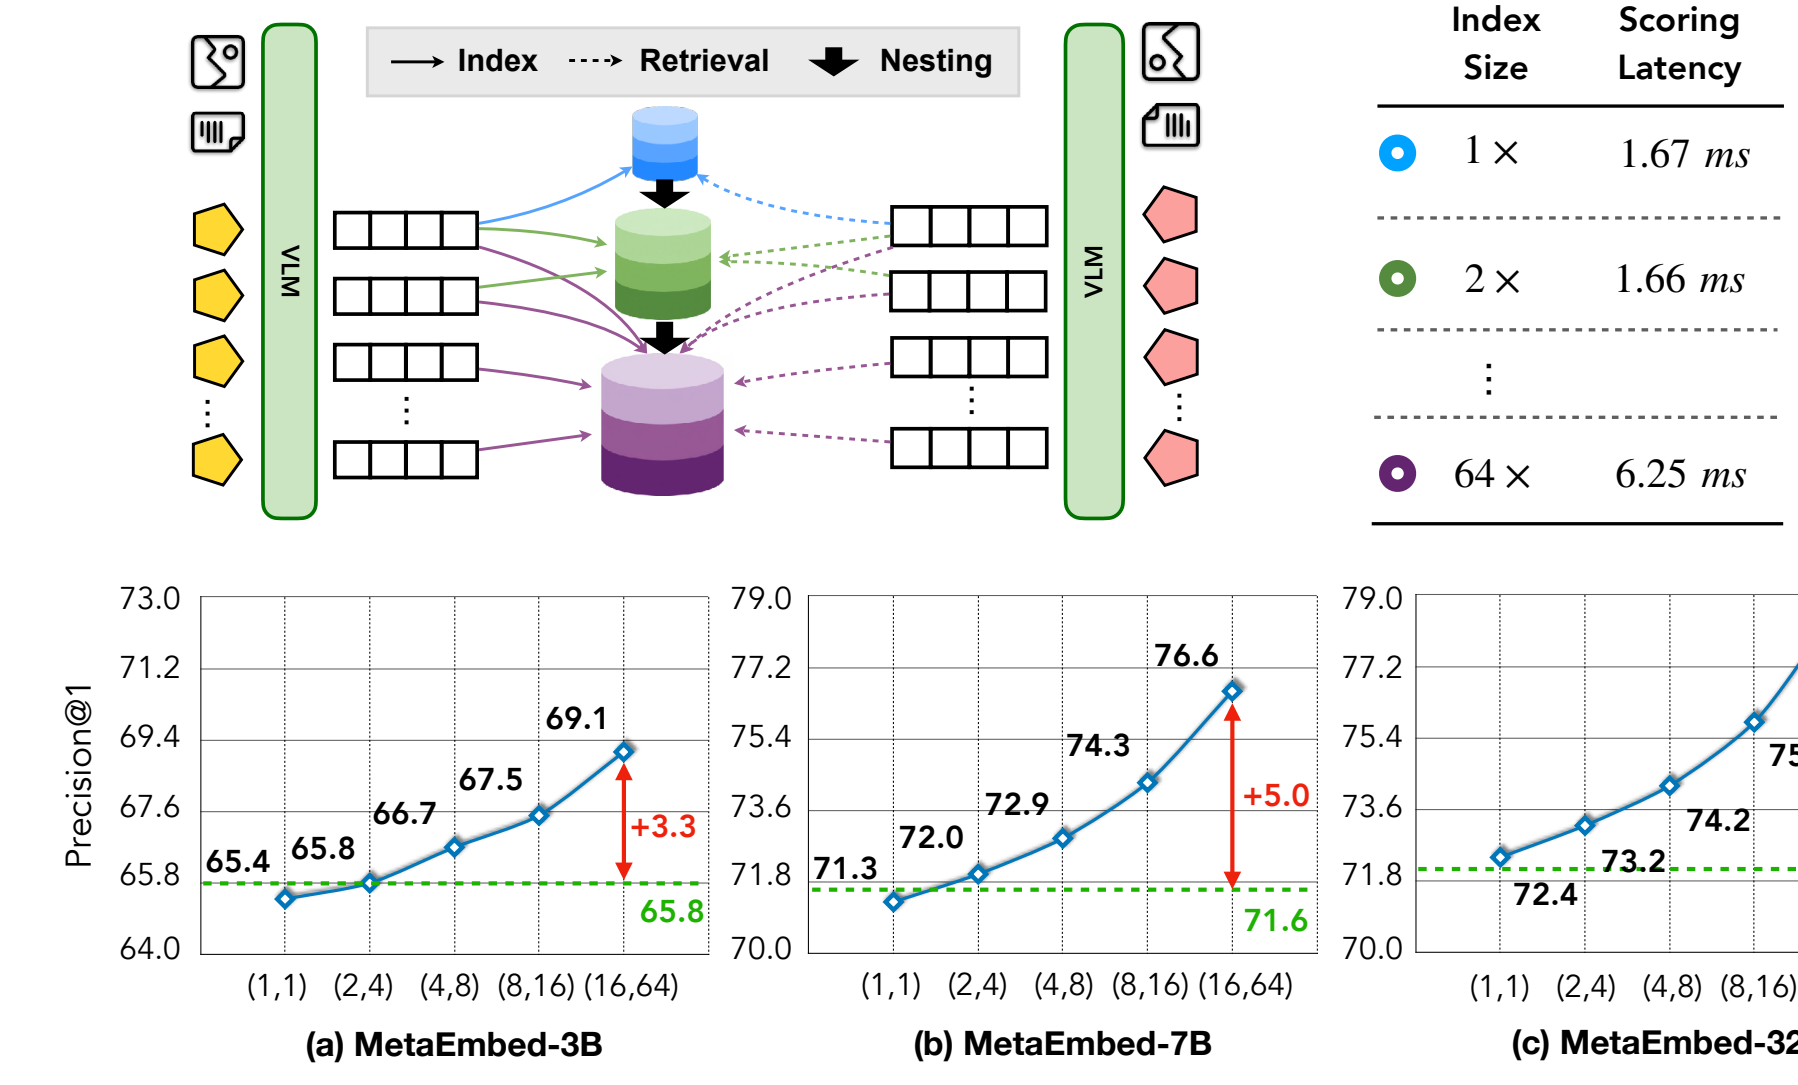 Index Retrieval Nesting
VLM
VLM
Index Size Scoring Latency
1 × 1.67 ms
2 × 1.66 ms
⋮
64 × 6.25 ms
Precision@1
73.0
71.2
69.4
67.6
65.8
64.0
65.4
65.8
66.7
67.5
69.1
+3.3
65.8
(1,1) (2,4) (4,8) (8,16) (16,64)
(a) MetaEmbed-3B
79.0
77.2
75.4
73.6
71.8
70.0
71.3
72.0
72.9
74.3
76.6
+5.0
71.6
(1,1) (2,4) (4,8) (8,16) (16,64)
(b) MetaEmbed-7B
79.0
77.2
75.4
73.6
71.8
70.0
72.4
73.2
74.2
75
(1,1) (2,4) (4,8) (8,16)
(c) MetaEmbed-32